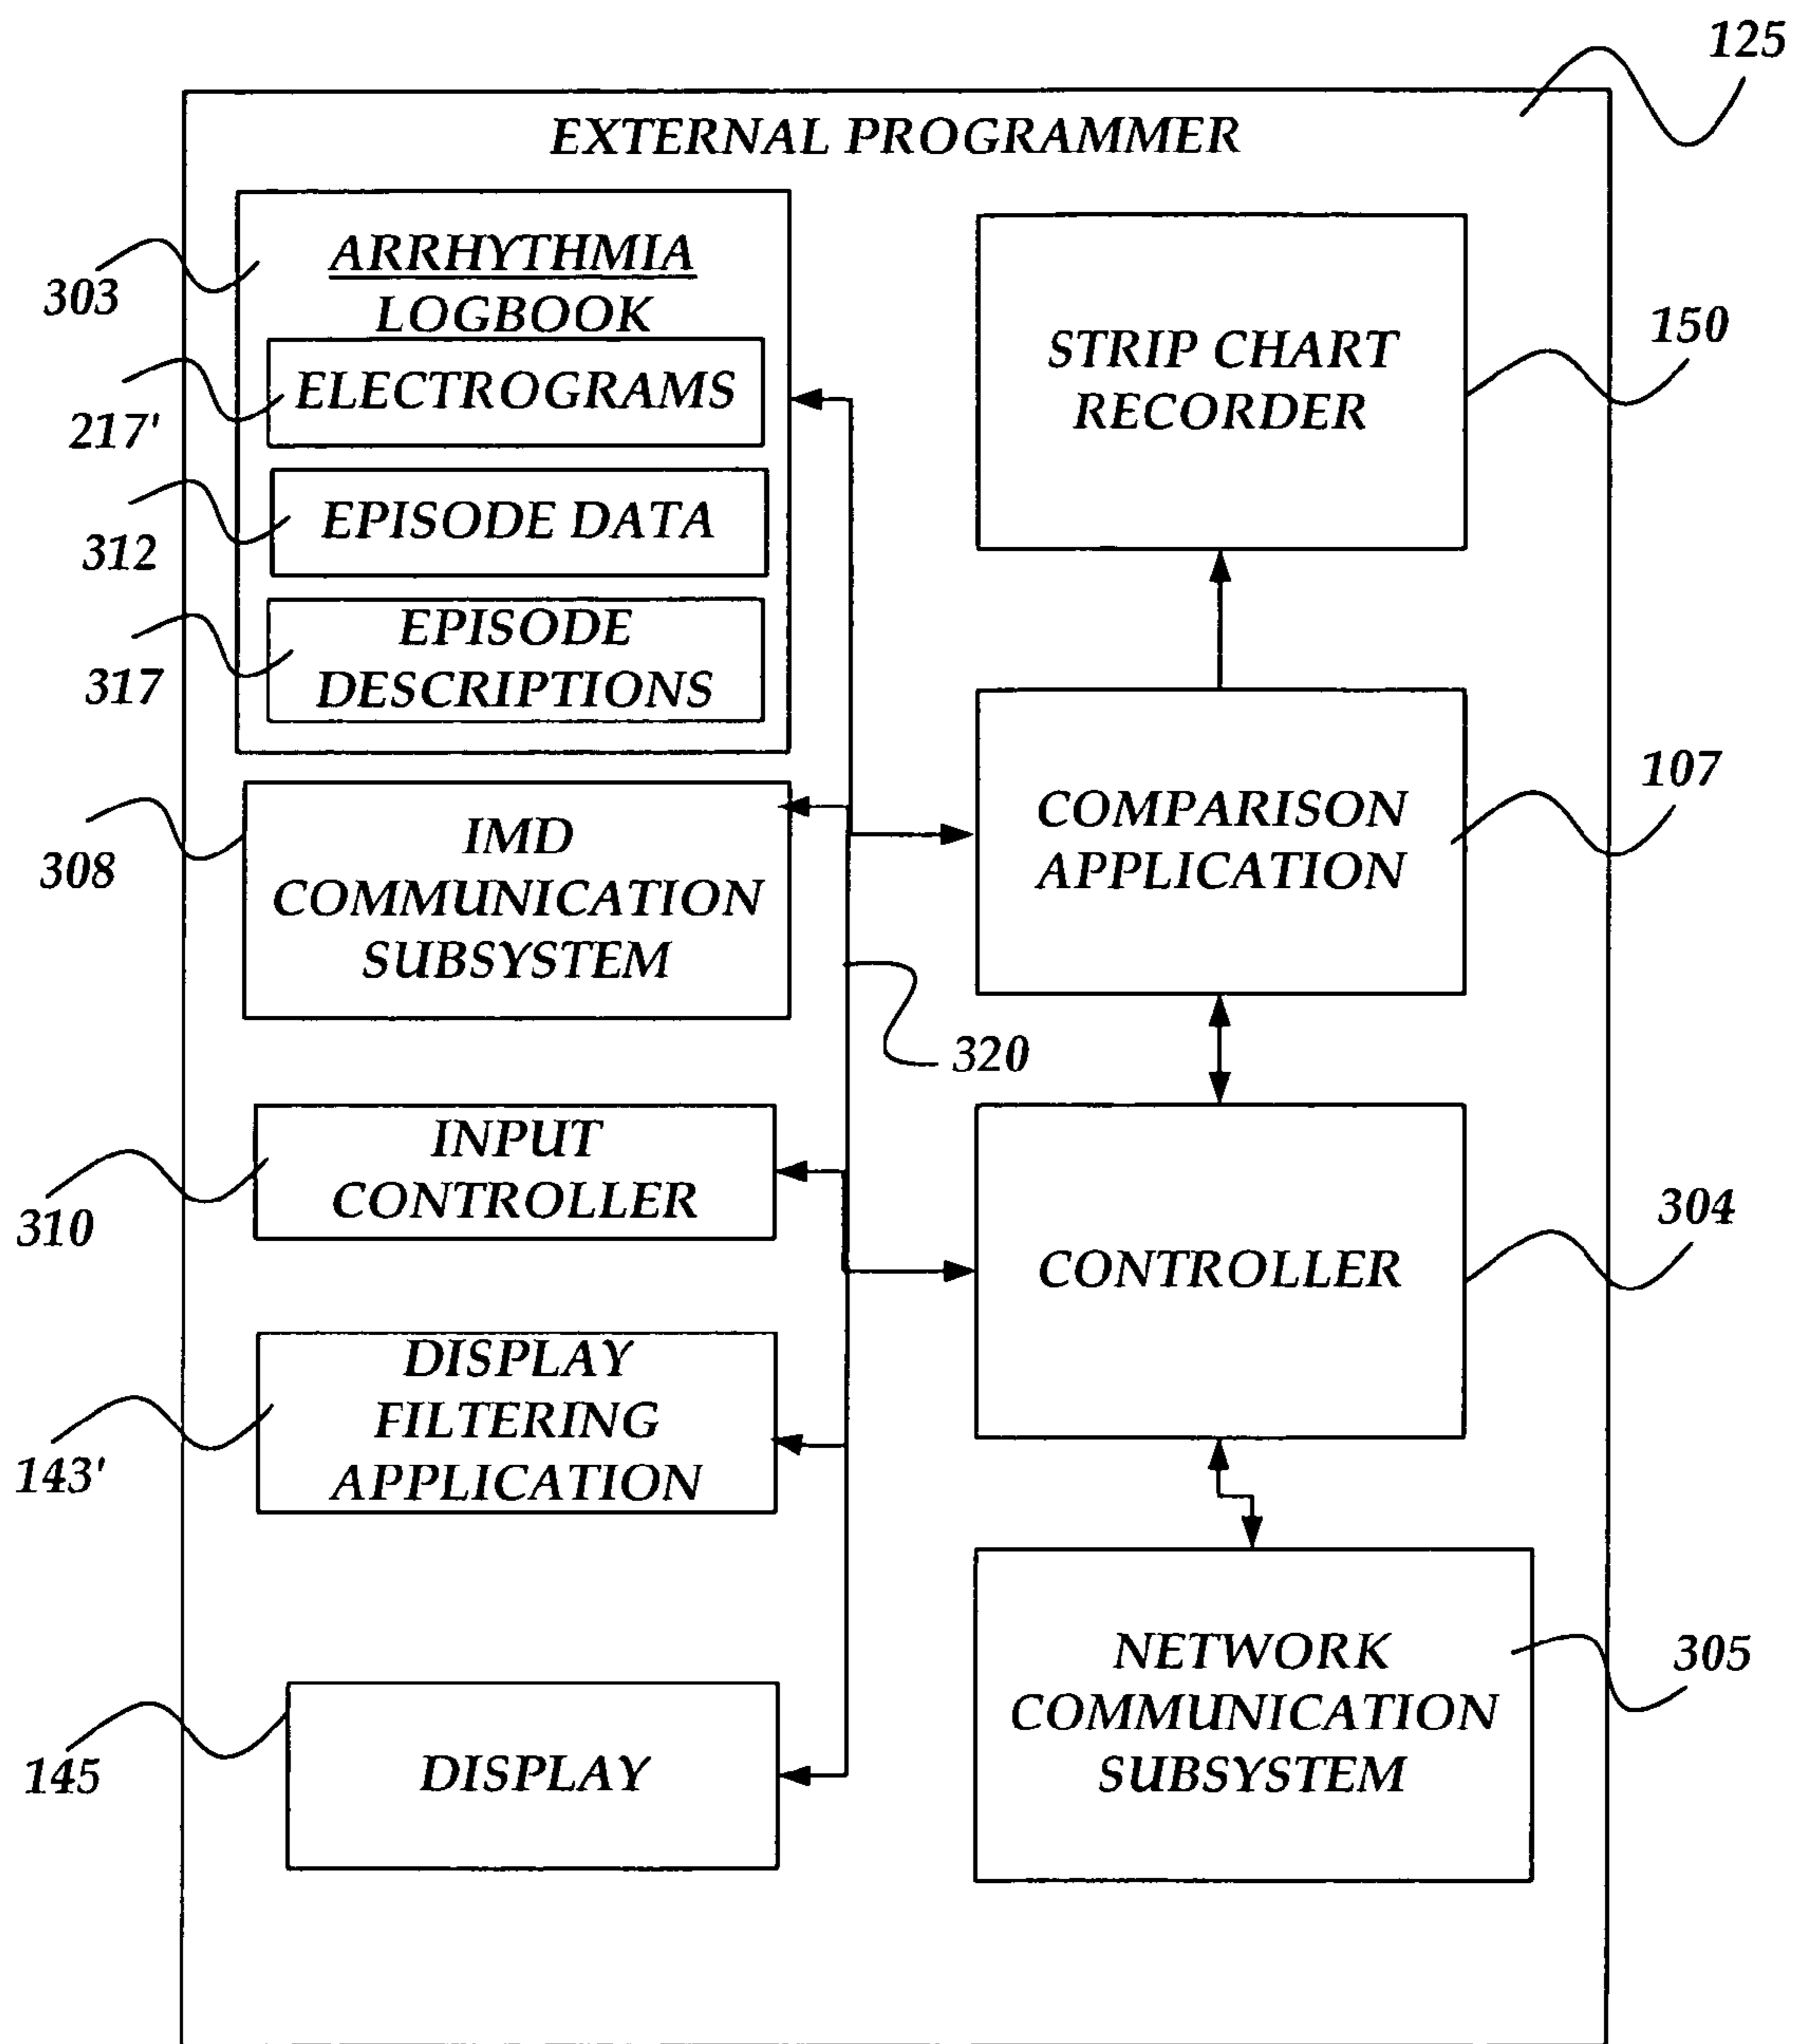 125
EXTERNAL PROGRAMMER
303
ARRHYTHMIA
LOGBOOK
217'
ELECTROGRAMS
312
EPISODE DATA
317
EPISODE
DESCRIPTIONS
STRIP CHART
RECORDER
150
308
IMD
COMMUNICATION
SUBSYSTEM
COMPARISON
APPLICATION
107
320
310
INPUT
CONTROLLER
CONTROLLER
304
143'
DISPLAY
FILTERING
APPLICATION
145
DISPLAY
NETWORK
COMMUNICATION
SUBSYSTEM
305